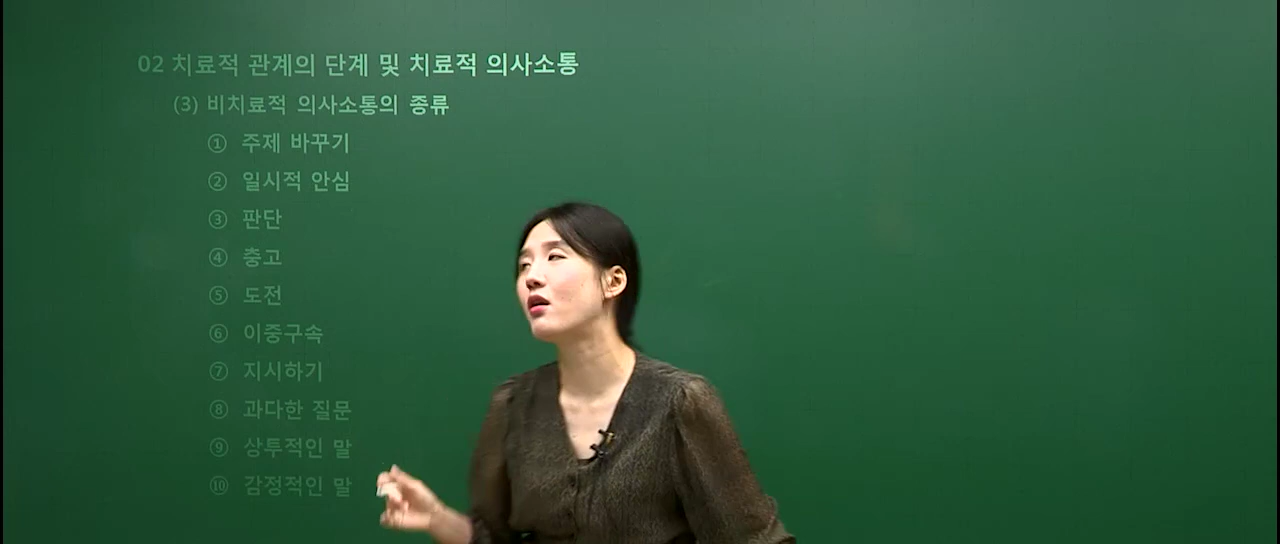 02 치료적 관계의 단계 및 치료적 의사소통
(3) 비치료적 의사소통의 종류
① 주제 바꾸기
② 일시적 안심
③ 판단
④ 충고
⑤ 도전
⑥ 이중구속
⑦ 지시하기
⑧ 과다한 질문
⑨ 상투적인 말
⑩ 감정적인 말